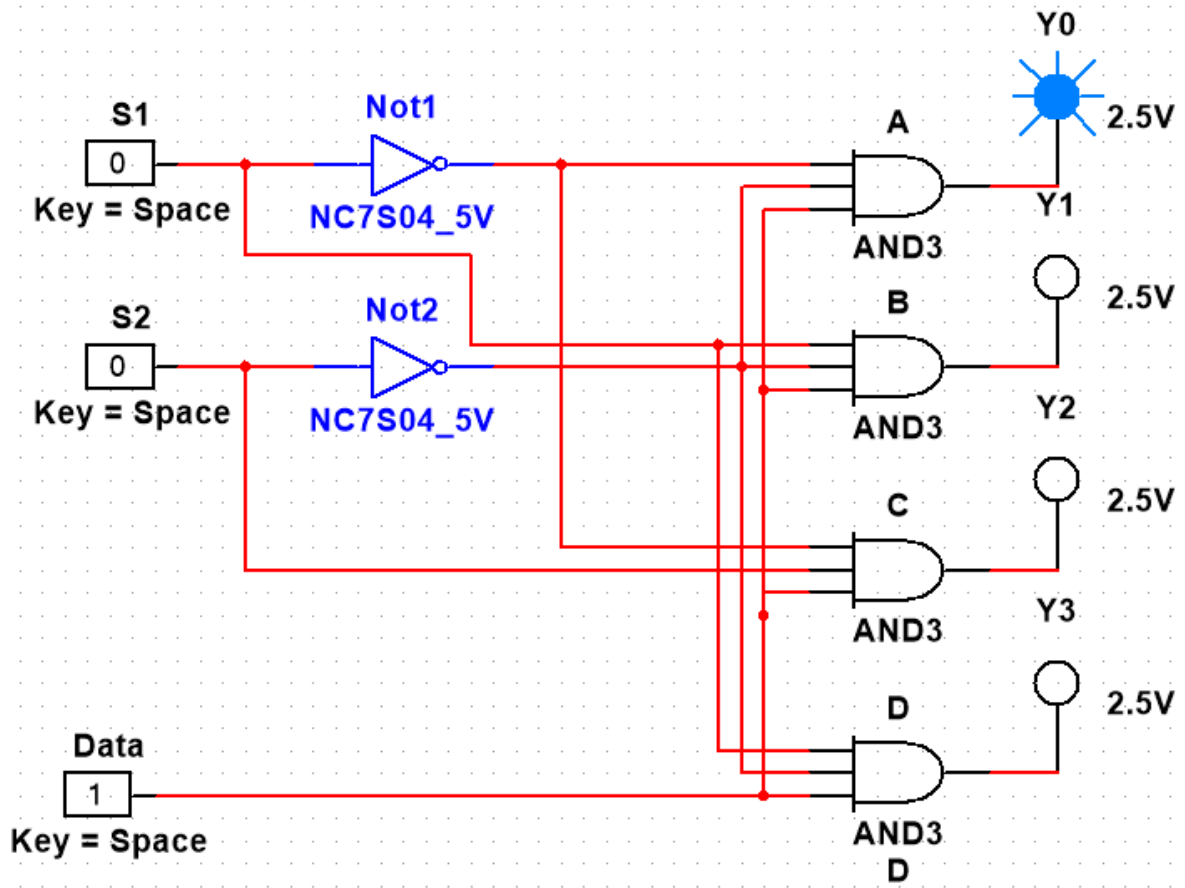 Y0
S1
Not1
A
2.5V
0
Key = Space
NC7S04_5V
Y1
AND3
S2
Not2
B
2.5V
0
Key = Space
NC7S04_5V
Y2
AND3
C
2.5V
Y3
AND3
D
2.5V
Data
1
Key = Space
AND3
D